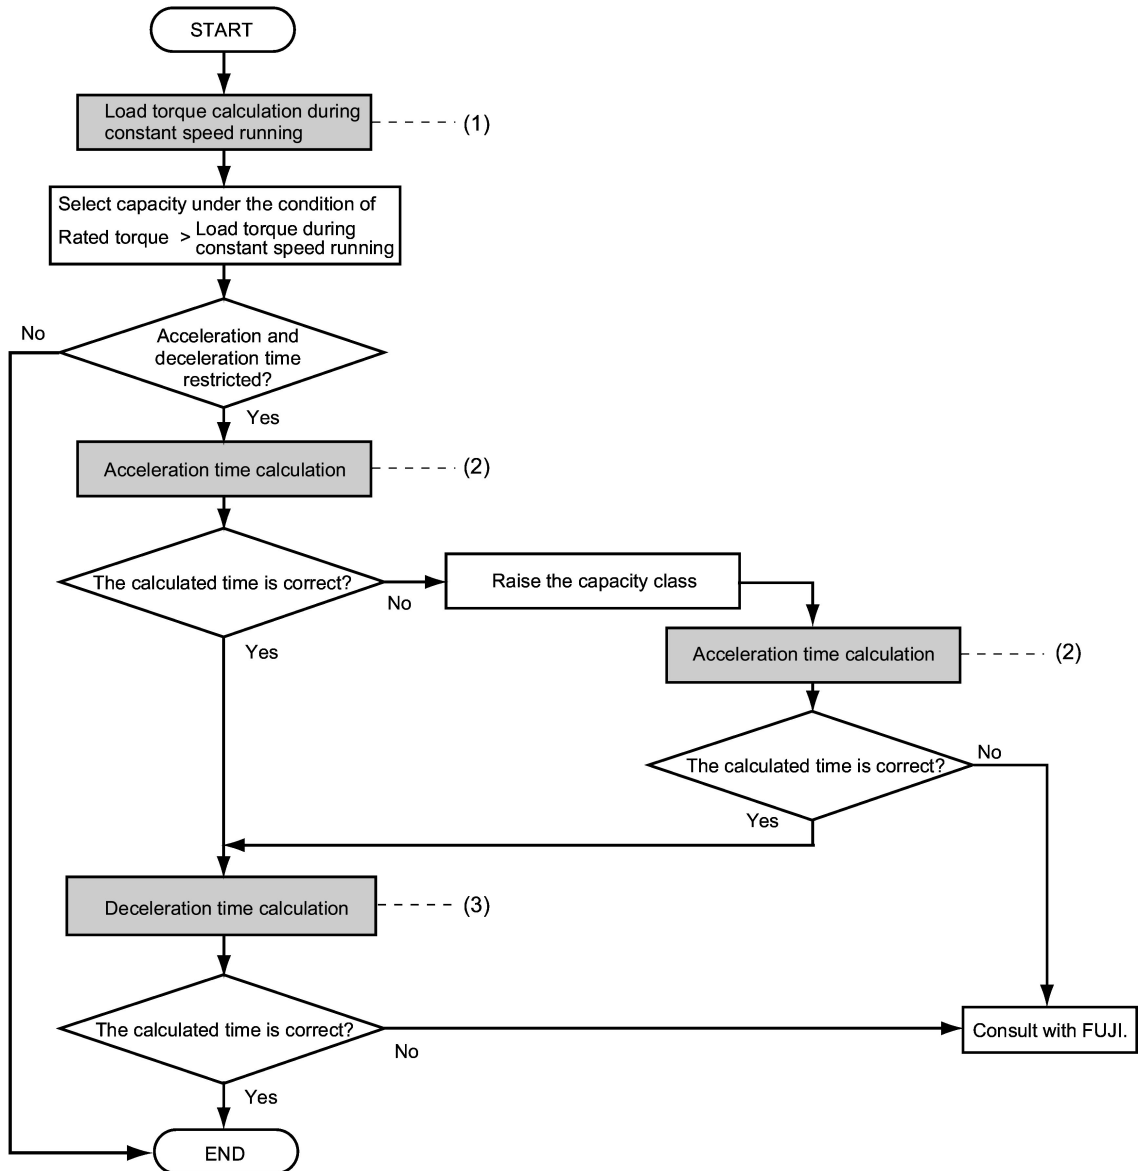 START
Load torque calculation during
constant speed running
(1)
Select capacity under the condition of
Rated torque > Load torque during
constant speed running
No
Acceleration and
deceleration time
restricted?
Yes
Acceleration time calculation
(2)
The calculated time is correct?
No
Raise the capacity class
Yes
Acceleration time calculation
(2)
The calculated time is correct?
No
Yes
Deceleration time calculation
(3)
The calculated time is correct?
No
Consult with FUJI.
Yes
END